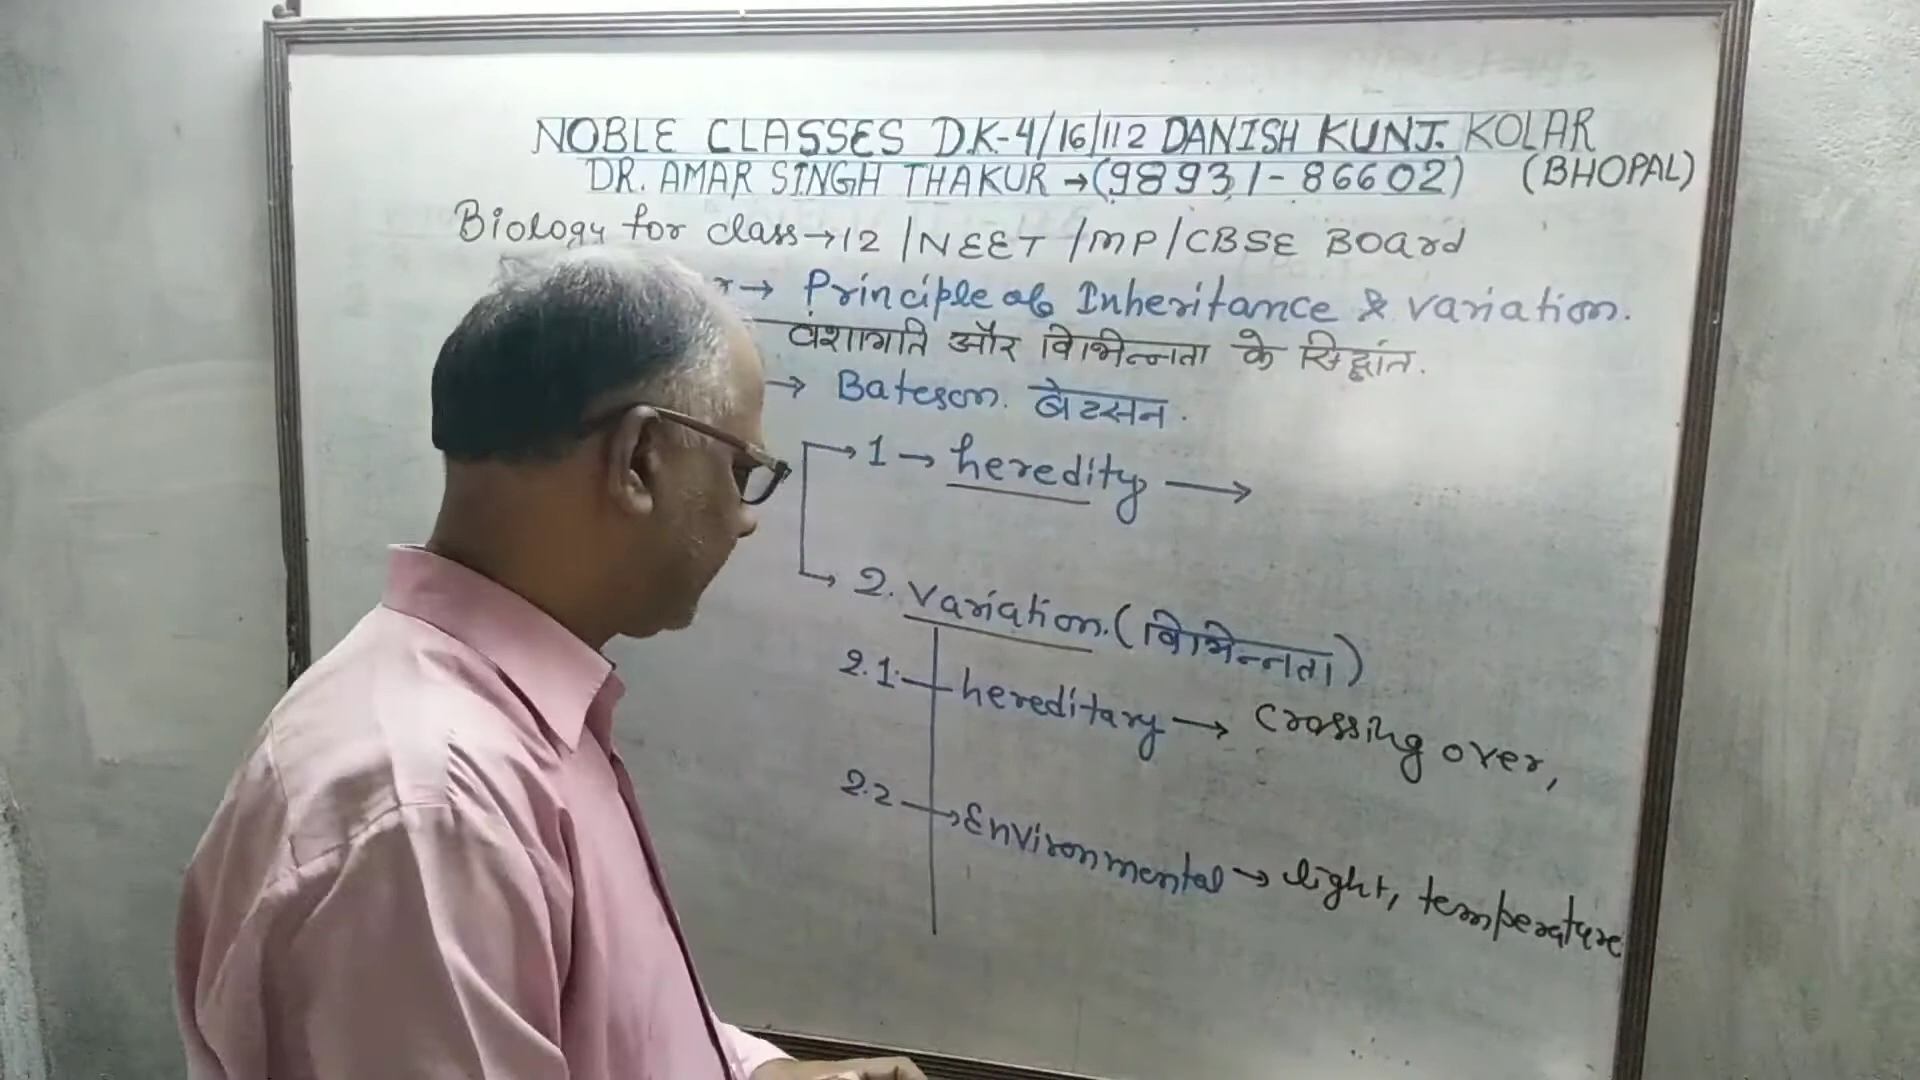 NOBLE CLASSES DK-4/16/112 DANISH KUNJ. KOLAR
DR. AMAR SINGH THAKUR → (98931-86602) (BHOPAL)
Biology for class → 12 / NEET / MP / CBSE Board
→ Principle of Inheritance & variation.
वंशागति और विभिन्नता के सिद्धांत.
→ Bateson. बेटसन.
1 → heredity →
2. variation. (विभिन्नता)
2.1. hereditary → crossing over,
2.2 → Environmental → light, temperature